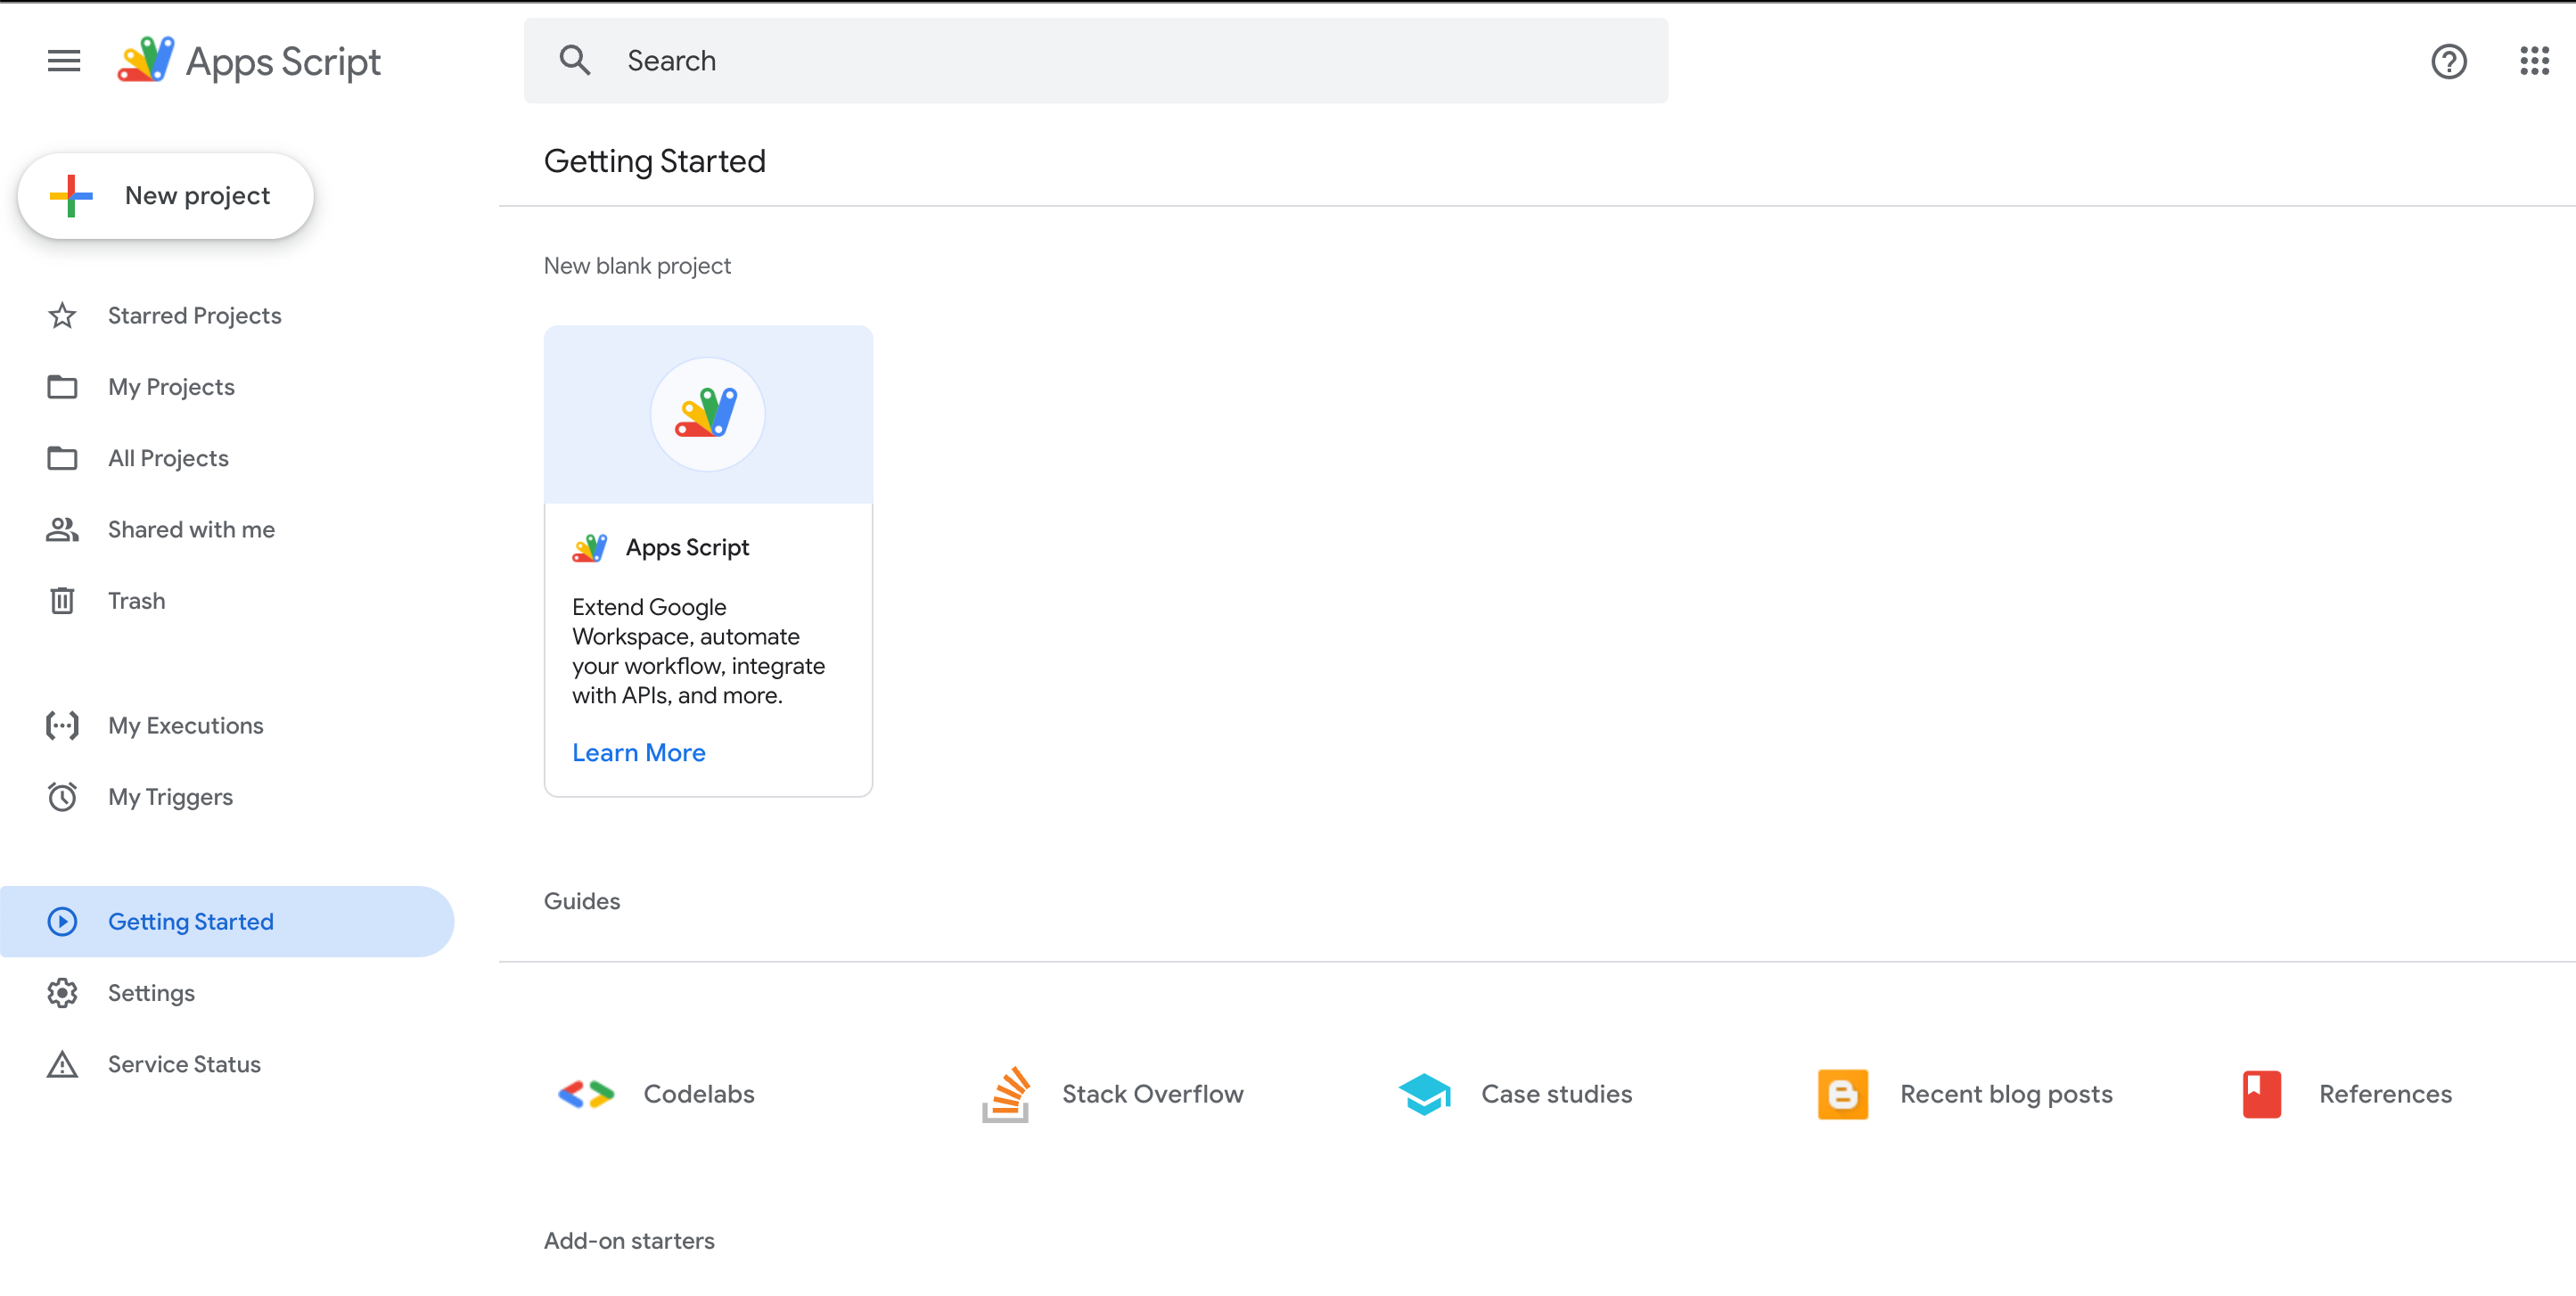 Apps Script
Search
New project
Starred Projects
My Projects
All Projects
Shared with me
Trash
My Executions
My Triggers
Getting Started
Settings
Service Status
Getting Started
New blank project
Apps Script
Extend Google
Workspace, automate
your workflow, integrate
with APIs, and more.
Learn More
Guides
Codelabs
Stack Overflow
Case studies
Recent blog posts
References
Add-on starters